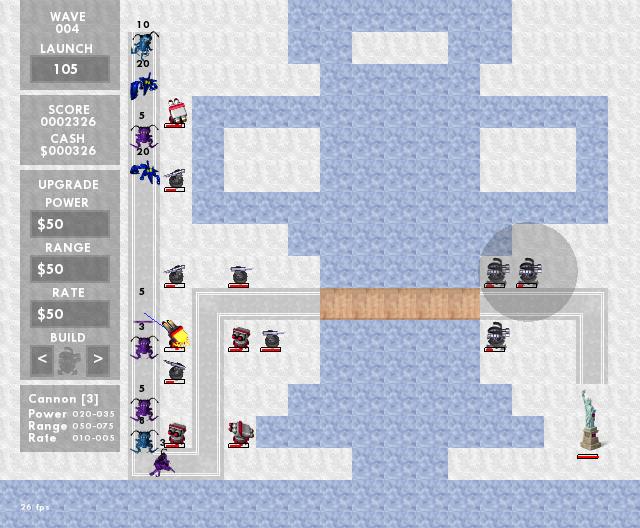 WAVE
004
LAUNCH
105
SCORE
0002326
CASH
$000326
UPGRADE
POWER
$50
RANGE
$50
RATE
$50
BUILD
< >
Cannon [3]
Power 020-035
Range 050-075
Rate 010-005
26 fps
10
20
5
20
5
3
5
8
3